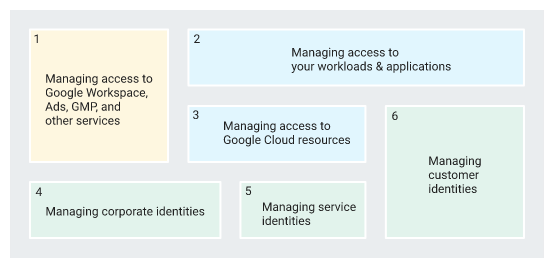 1
Managing access to
Google Workspace,
Ads, GMP, and
other services
2
Managing access to
your workloads & applications
3
Managing access to
Google Cloud resources
4
Managing corporate identities
5
Managing service
identities
6
Managing
customer
identities